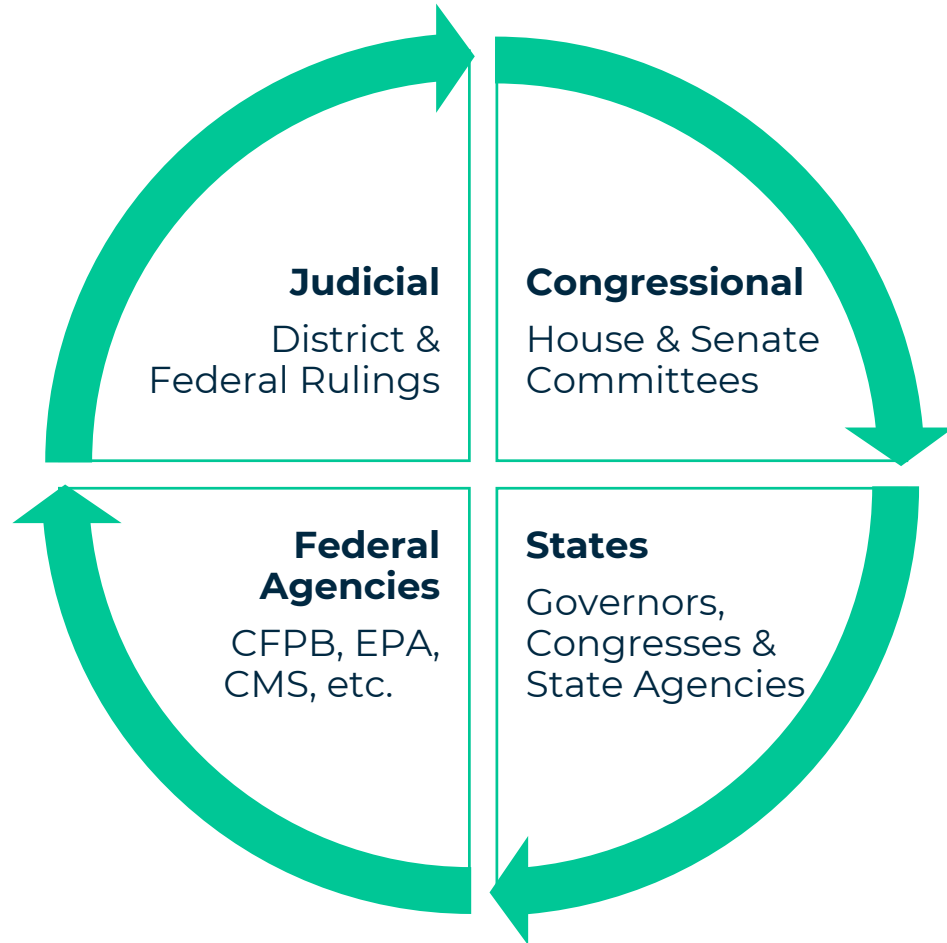 Judicial
District &
Federal Rulings
Congressional
House & Senate
Committees
Federal
Agencies
CFPB, EPA,
CMS, etc.
States
Governors,
Congresses &
State Agencies